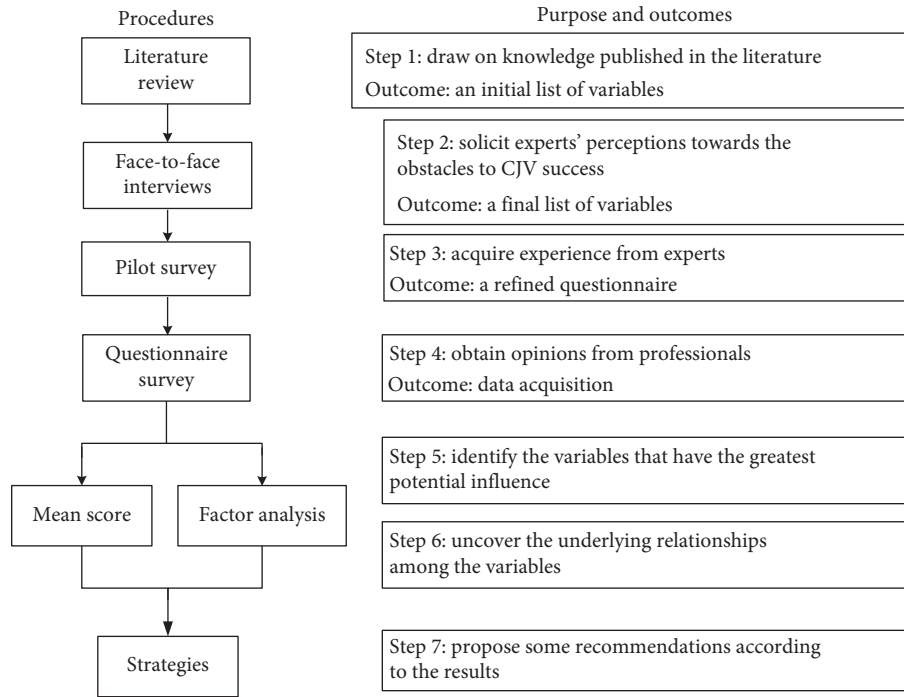 Procedures
Literature
review
Face-to-face
interviews
Pilot survey
Questionnaire
survey
Mean score
Factor analysis
Strategies
Purpose and outcomes
Step 1: draw on knowledge published in the literature
Outcome: an initial list of variables
Step 2: solicit experts’ perceptions towards the
obstacles to CJV success
Outcome: a final list of variables
Step 3: acquire experience from experts
Outcome: a refined questionnaire
Step 4: obtain opinions from professionals
Outcome: data acquisition
Step 5: identify the variables that have the greatest
potential influence
Step 6: uncover the underlying relationships
among the variables
Step 7: propose some recommendations according
to the results